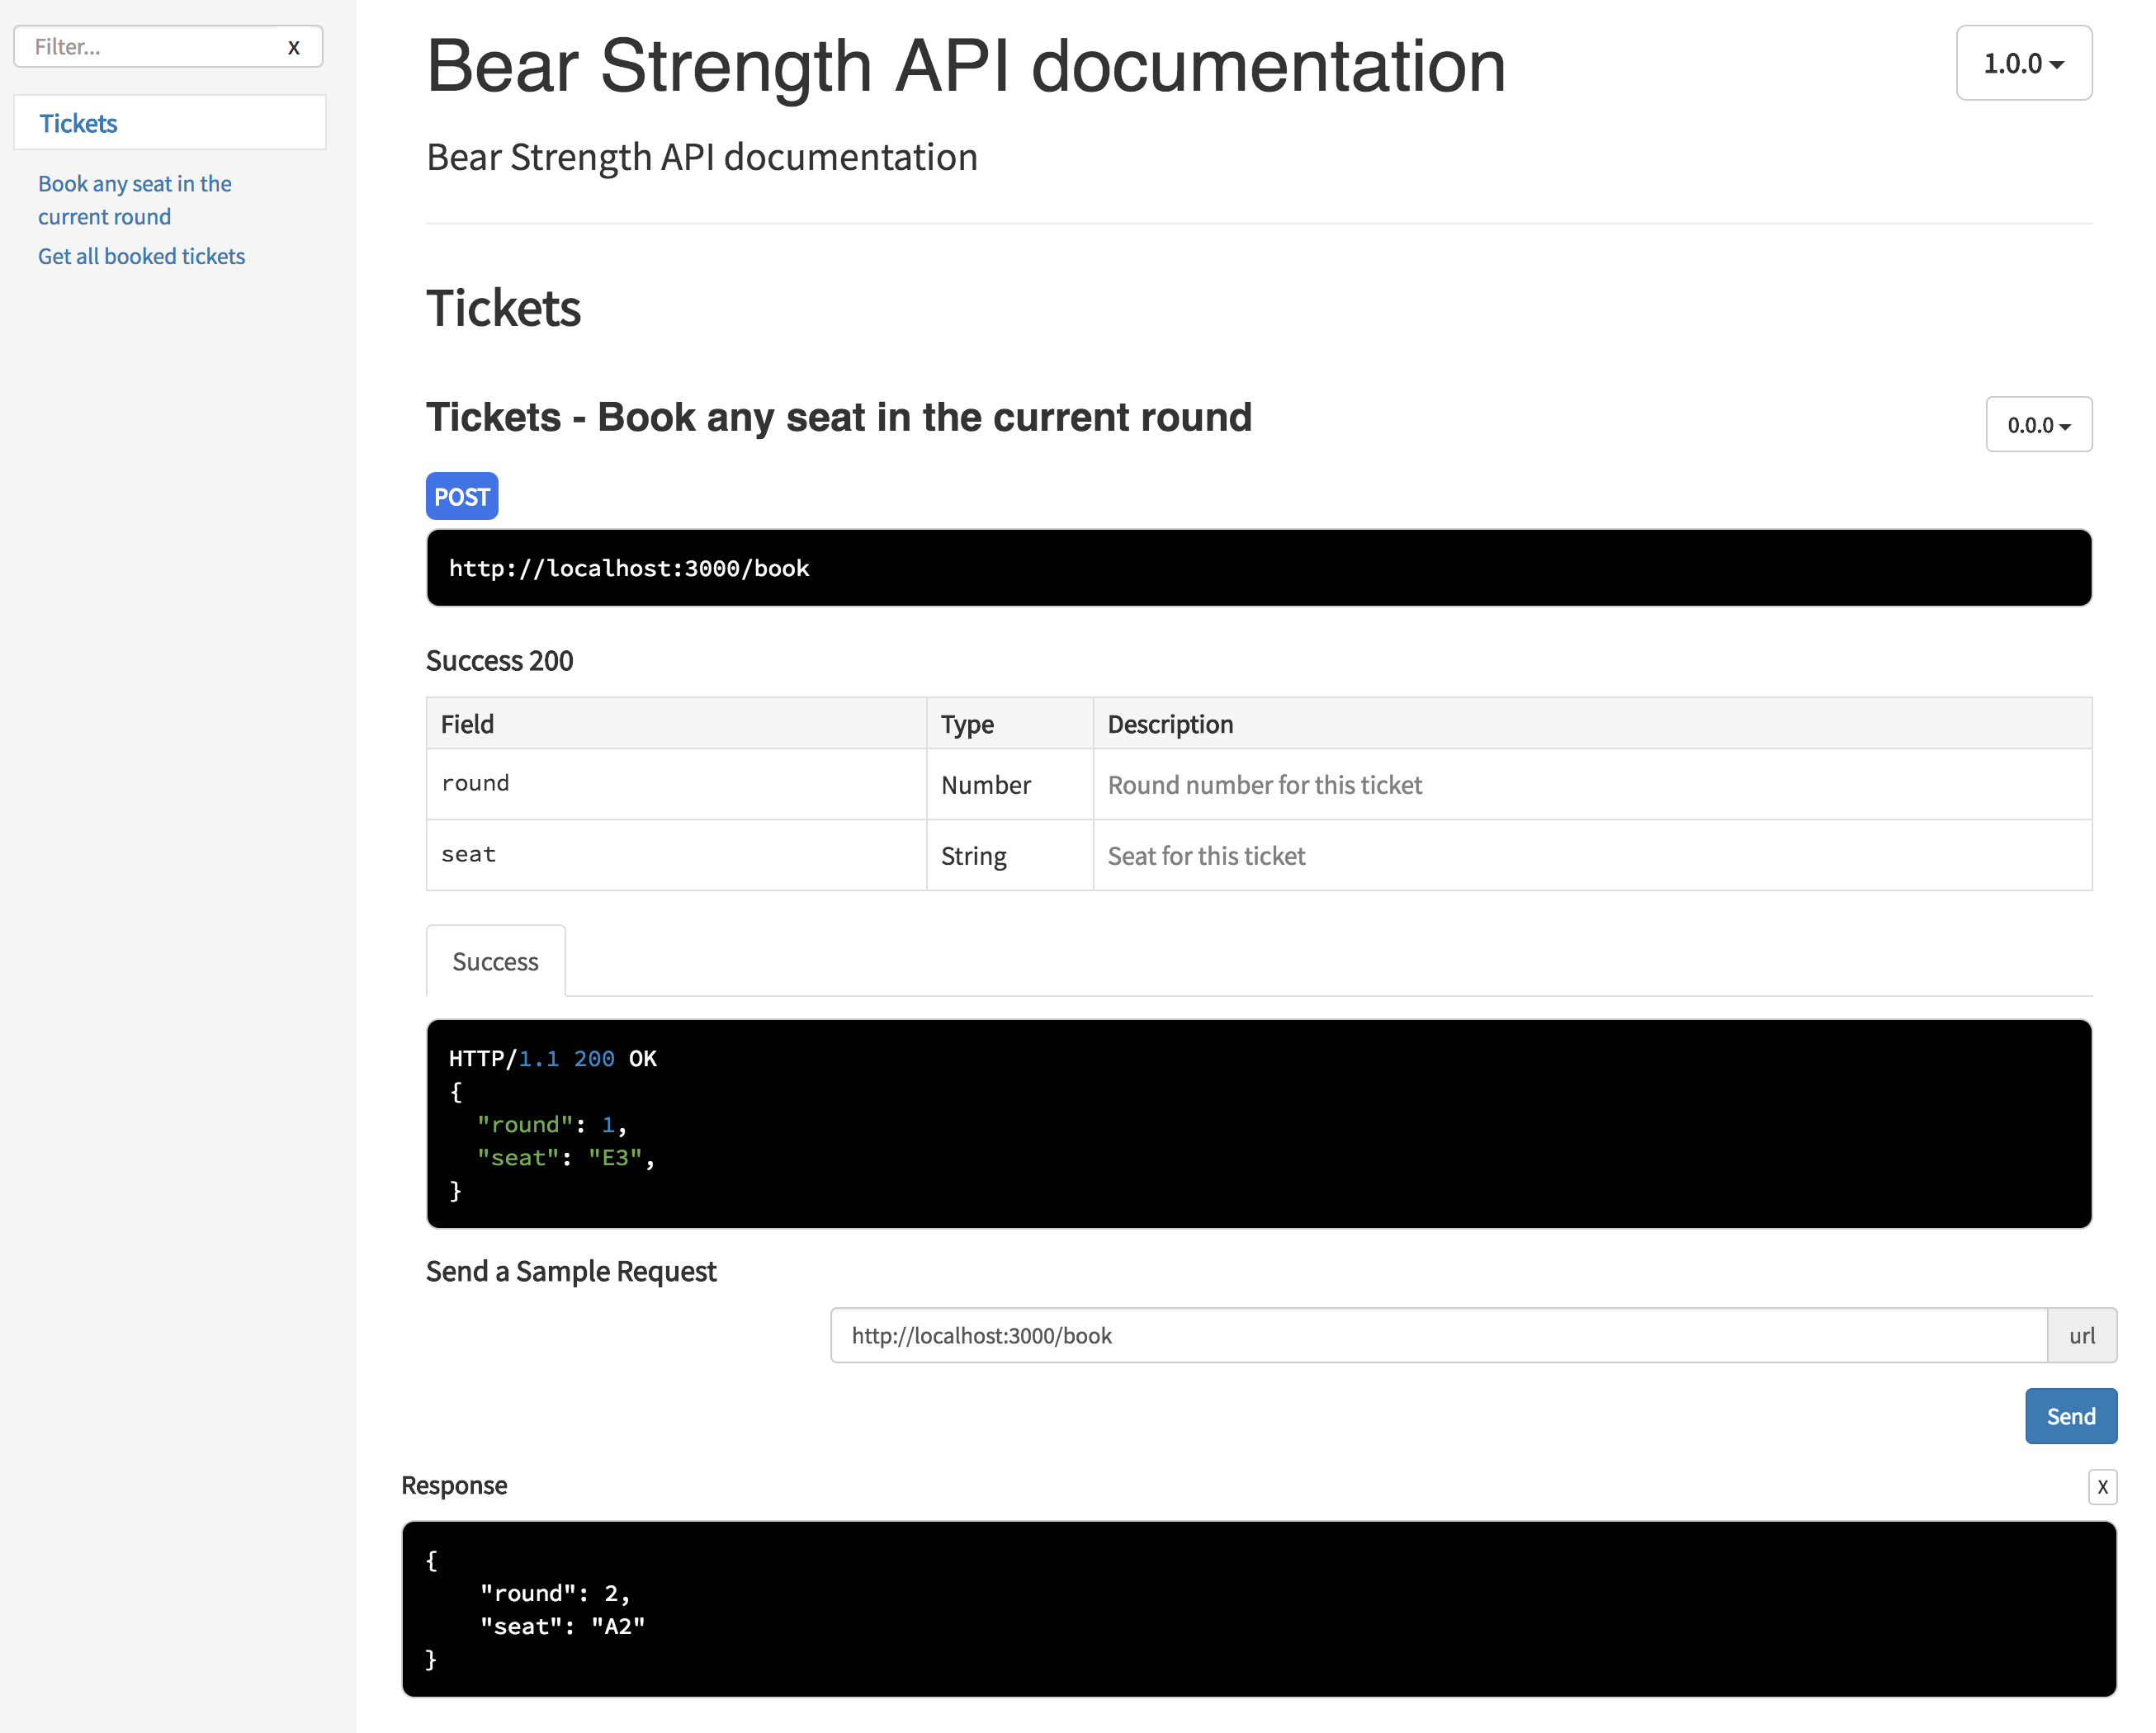 Filter...
X
Tickets
Book any seat in the
current round
Get all booked tickets
Bear Strength API documentation
1.0.0
Bear Strength API documentation
Tickets
Tickets - Book any seat in the current round
0.0.0
POST
http://localhost:3000/book
Success 200
Field Type Description
round Number Round number for this ticket
seat String Seat for this ticket
Success
HTTP/1.1 200 OK
{
  "round": 1,
  "seat": "E3",
}
Send a Sample Request
http://localhost:3000/book url
Send
Response
X
{
    "round": 2,
    "seat": "A2"
}